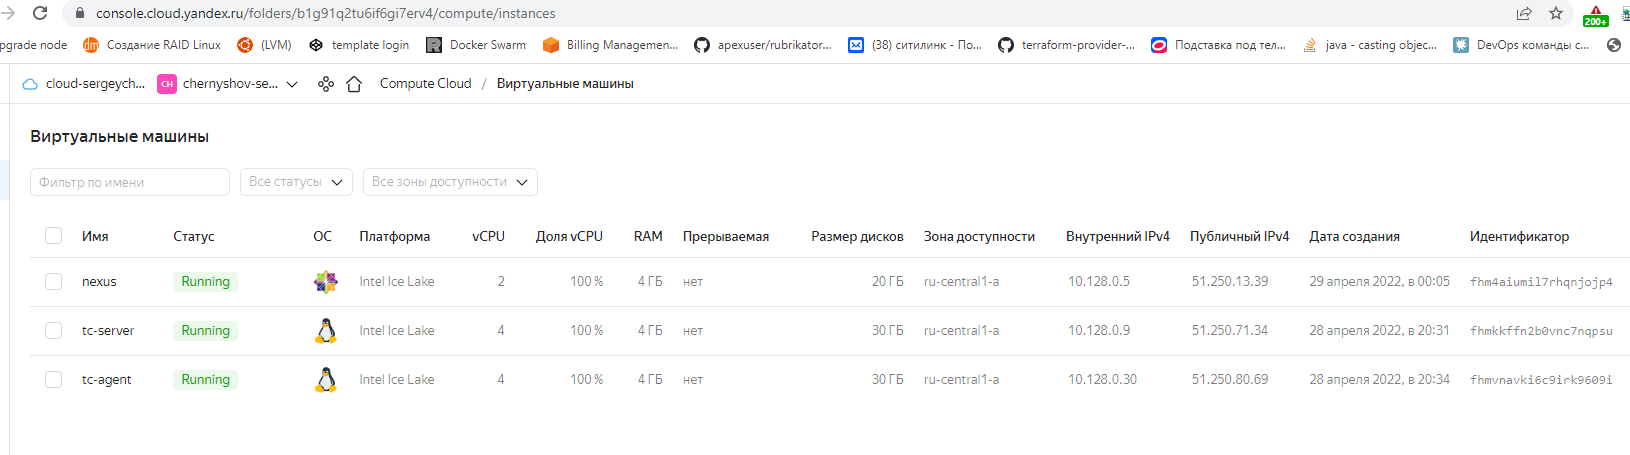 console.cloud.yandex.ru/folders/b1g91q2tu6if6gi7erv4/compute/instances
200+
pgrade node dm Создание RAID Linux (LVM) template login R Docker Swarm Billing Managemen... apexuser/rubrikator... (38) ситилинк - По... terraform-provider-... Подставка под тел... java - casting objec... DevOps команды с...
cloud-sergeych... CH chernyshov-se... Compute Cloud / Виртуальные машины
Виртуальные машины
Фильтр по имени Все статусы Все зоны доступности
Имя Статус ОС Платформа vCPU Доля vCPU RAM Прерываемая Размер дисков Зона доступности Внутренний IPv4 Публичный IPv4 Дата создания Идентификатор
nexus Running Intel Ice Lake 2 100 % 4 ГБ нет 20 ГБ ru-central1-a 10.128.0.5 51.250.13.39 29 апреля 2022, в 00:05 fhm4aiumil7rhqnjojp4
tc-server Running Intel Ice Lake 4 100 % 4 ГБ нет 30 ГБ ru-central1-a 10.128.0.9 51.250.71.34 28 апреля 2022, в 20:31 fhmkkffn2b0vnc7nqpsu
tc-agent Running Intel Ice Lake 4 100 % 4 ГБ нет 30 ГБ ru-central1-a 10.128.0.30 51.250.80.69 28 апреля 2022, в 20:34 fhmvnavki6c9irk9609i